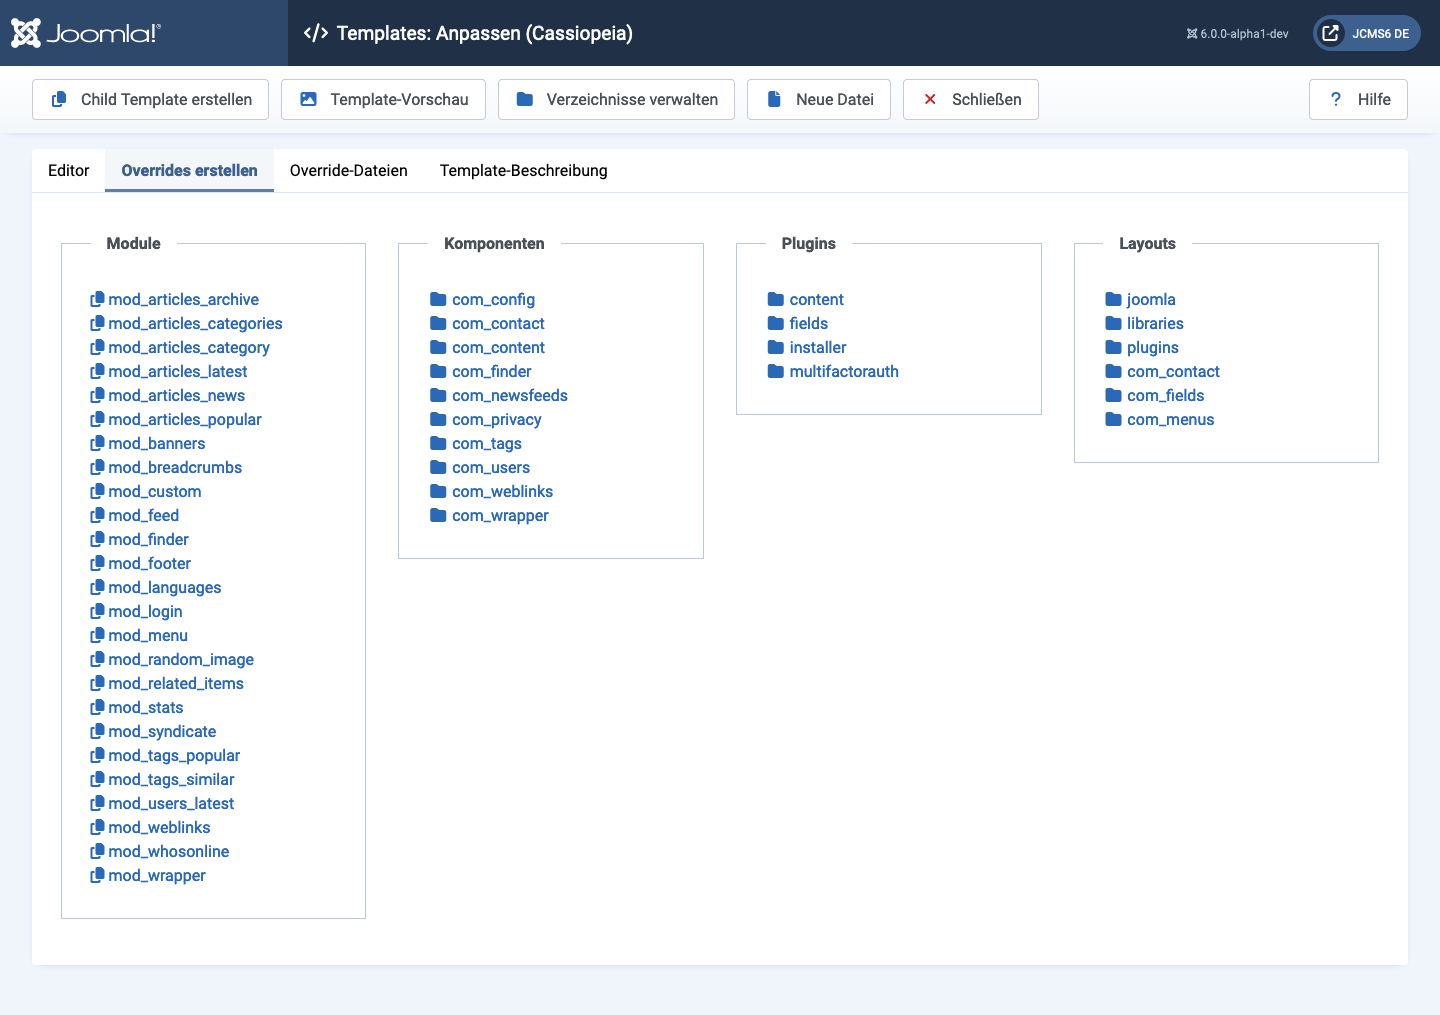 Joomla!®
Templates: Anpassen (Cassiopeia)
6.0.0-alpha1-dev
JCMS6 DE
Child Template erstellen
Template-Vorschau
Verzeichnisse verwalten
Neue Datei
Schließen
? Hilfe
Editor
Overrides erstellen
Override-Dateien
Template-Beschreibung
Module
mod_articles_archive
mod_articles_categories
mod_articles_category
mod_articles_latest
mod_articles_news
mod_articles_popular
mod_banners
mod_breadcrumbs
mod_custom
mod_feed
mod_finder
mod_footer
mod_languages
mod_login
mod_menu
mod_random_image
mod_related_items
mod_stats
mod_syndicate
mod_tags_popular
mod_tags_similar
mod_users_latest
mod_weblinks
mod_whosonline
mod_wrapper
Komponenten
com_config
com_contact
com_content
com_finder
com_newsfeeds
com_privacy
com_tags
com_users
com_weblinks
com_wrapper
Plugins
content
fields
installer
multifactorauth
Layouts
joomla
libraries
plugins
com_contact
com_fields
com_menus